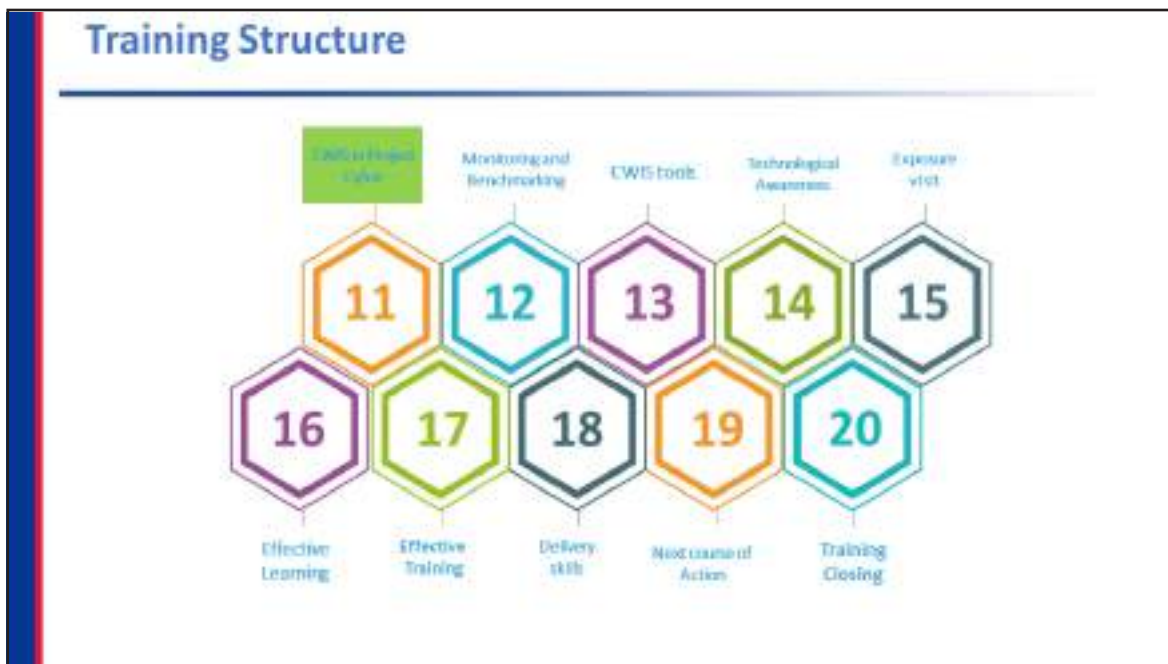 Training Structure
CWIS in Project
Cycle
Monitoring and
Benchmarking
CWIS tools
Technological
Awareness
Exposure
visit
11
12
13
14
15
16
17
18
19
20
Effective
Learning
Effective
Training
Delivery
skills
Next course of
Action
Training
Closing